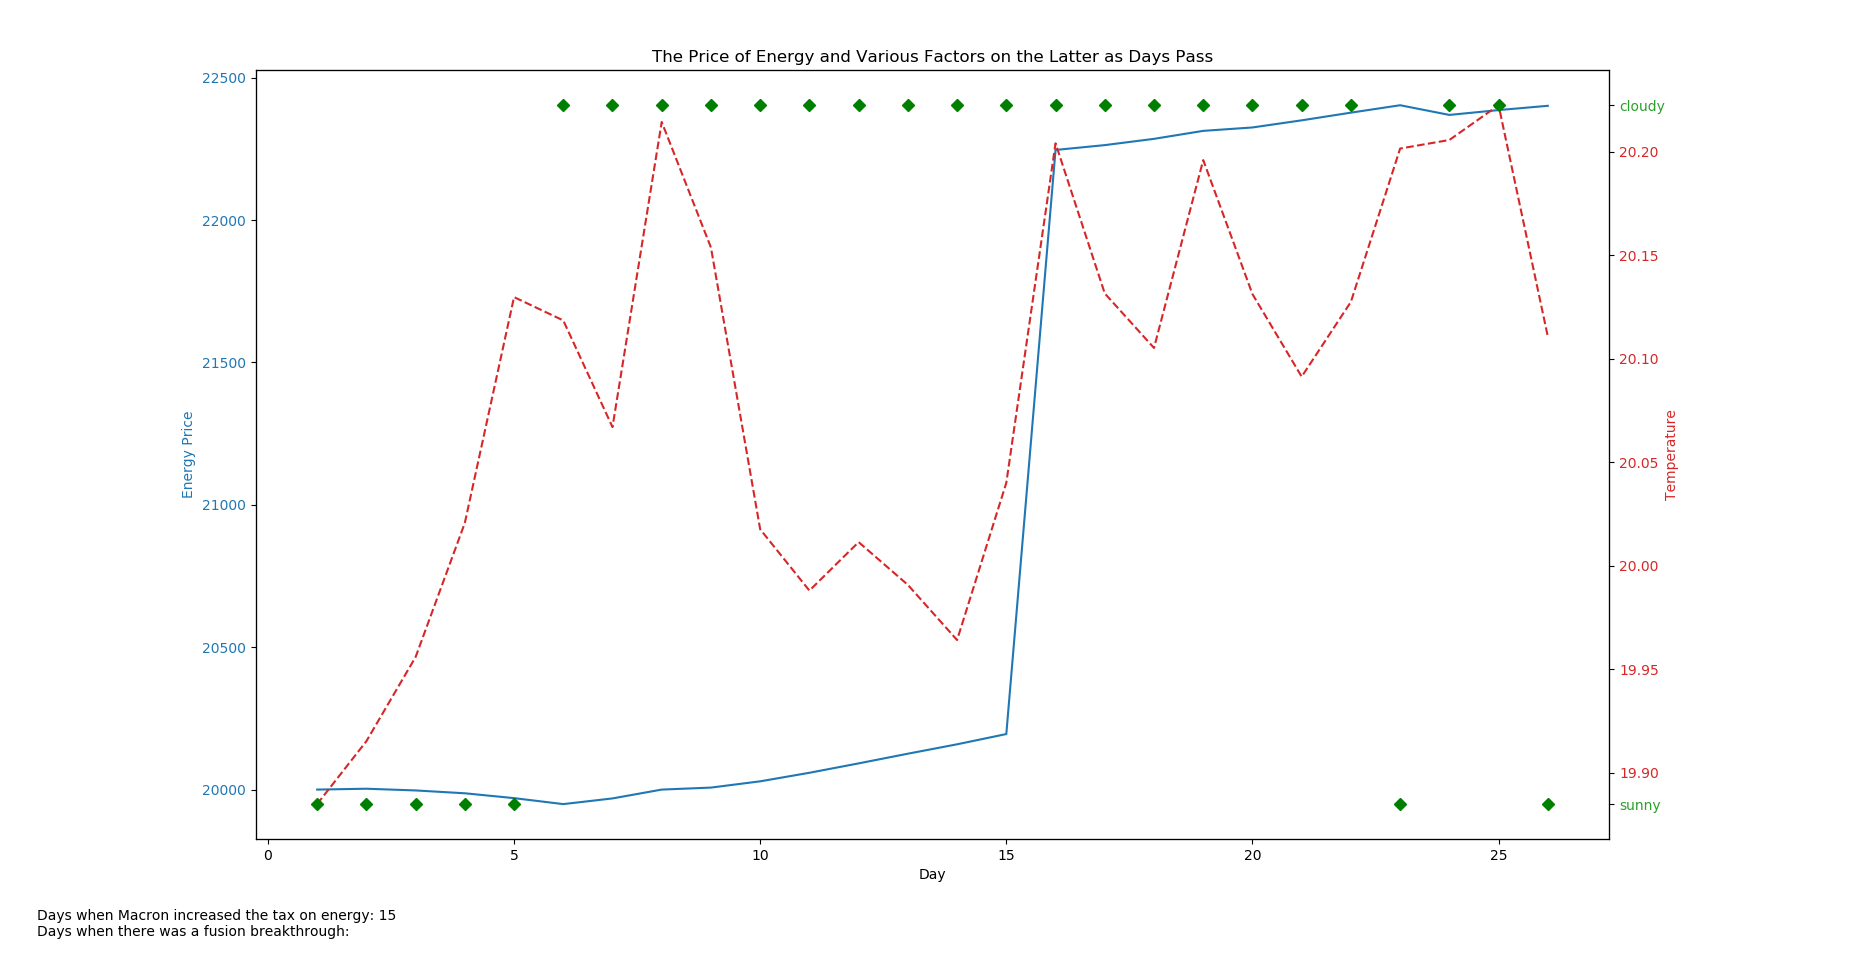 The Price of Energy and Various Factors on the Latter as Days Pass
22500
22000
21500
21000
20500
20000
Energy Price
cloudy
20.20
20.15
20.10
20.05
20.00
19.95
19.90
sunny
Temperature
0 5 10 15 20 25
Day
Days when Macron increased the tax on energy: 15
Days when there was a fusion breakthrough: